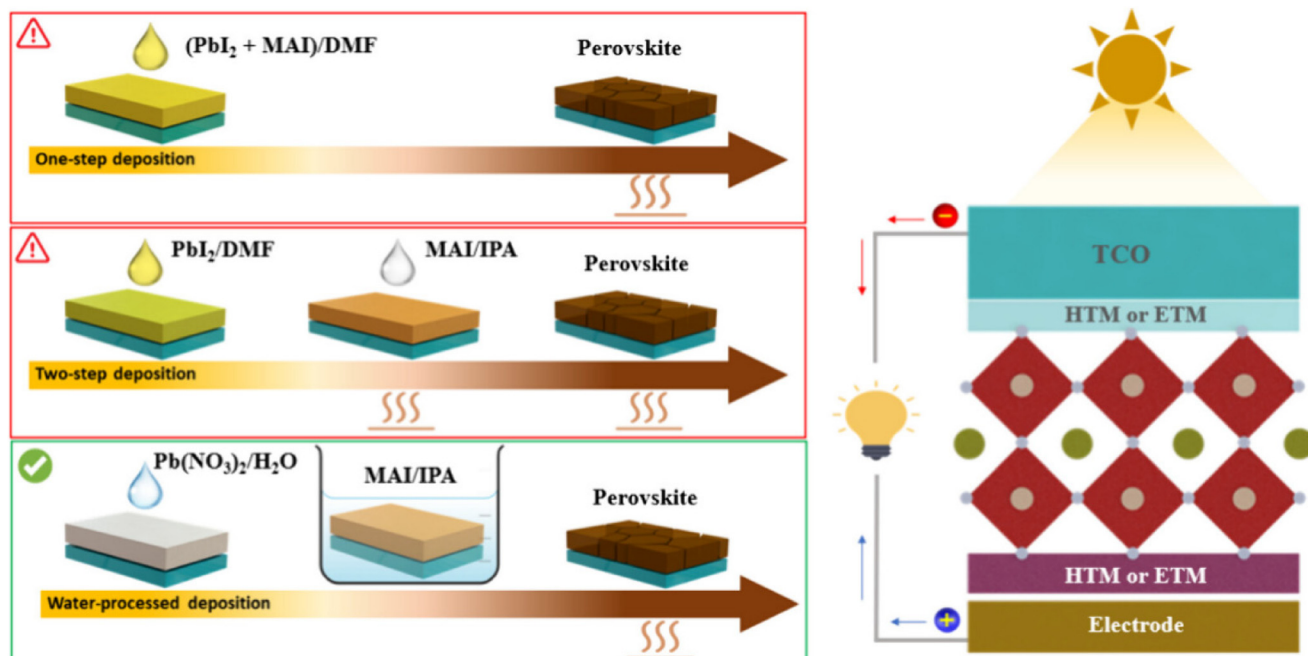 (PbI₂ + MAI)/DMF
Perovskite
One-step deposition
PbI₂/DMF
MAI/IPA
Perovskite
Two-step deposition
Pb(NO₃)₂/H₂O
MAI/IPA
Perovskite
Water-processed deposition
TCO
HTM or ETM
HTM or ETM
Electrode